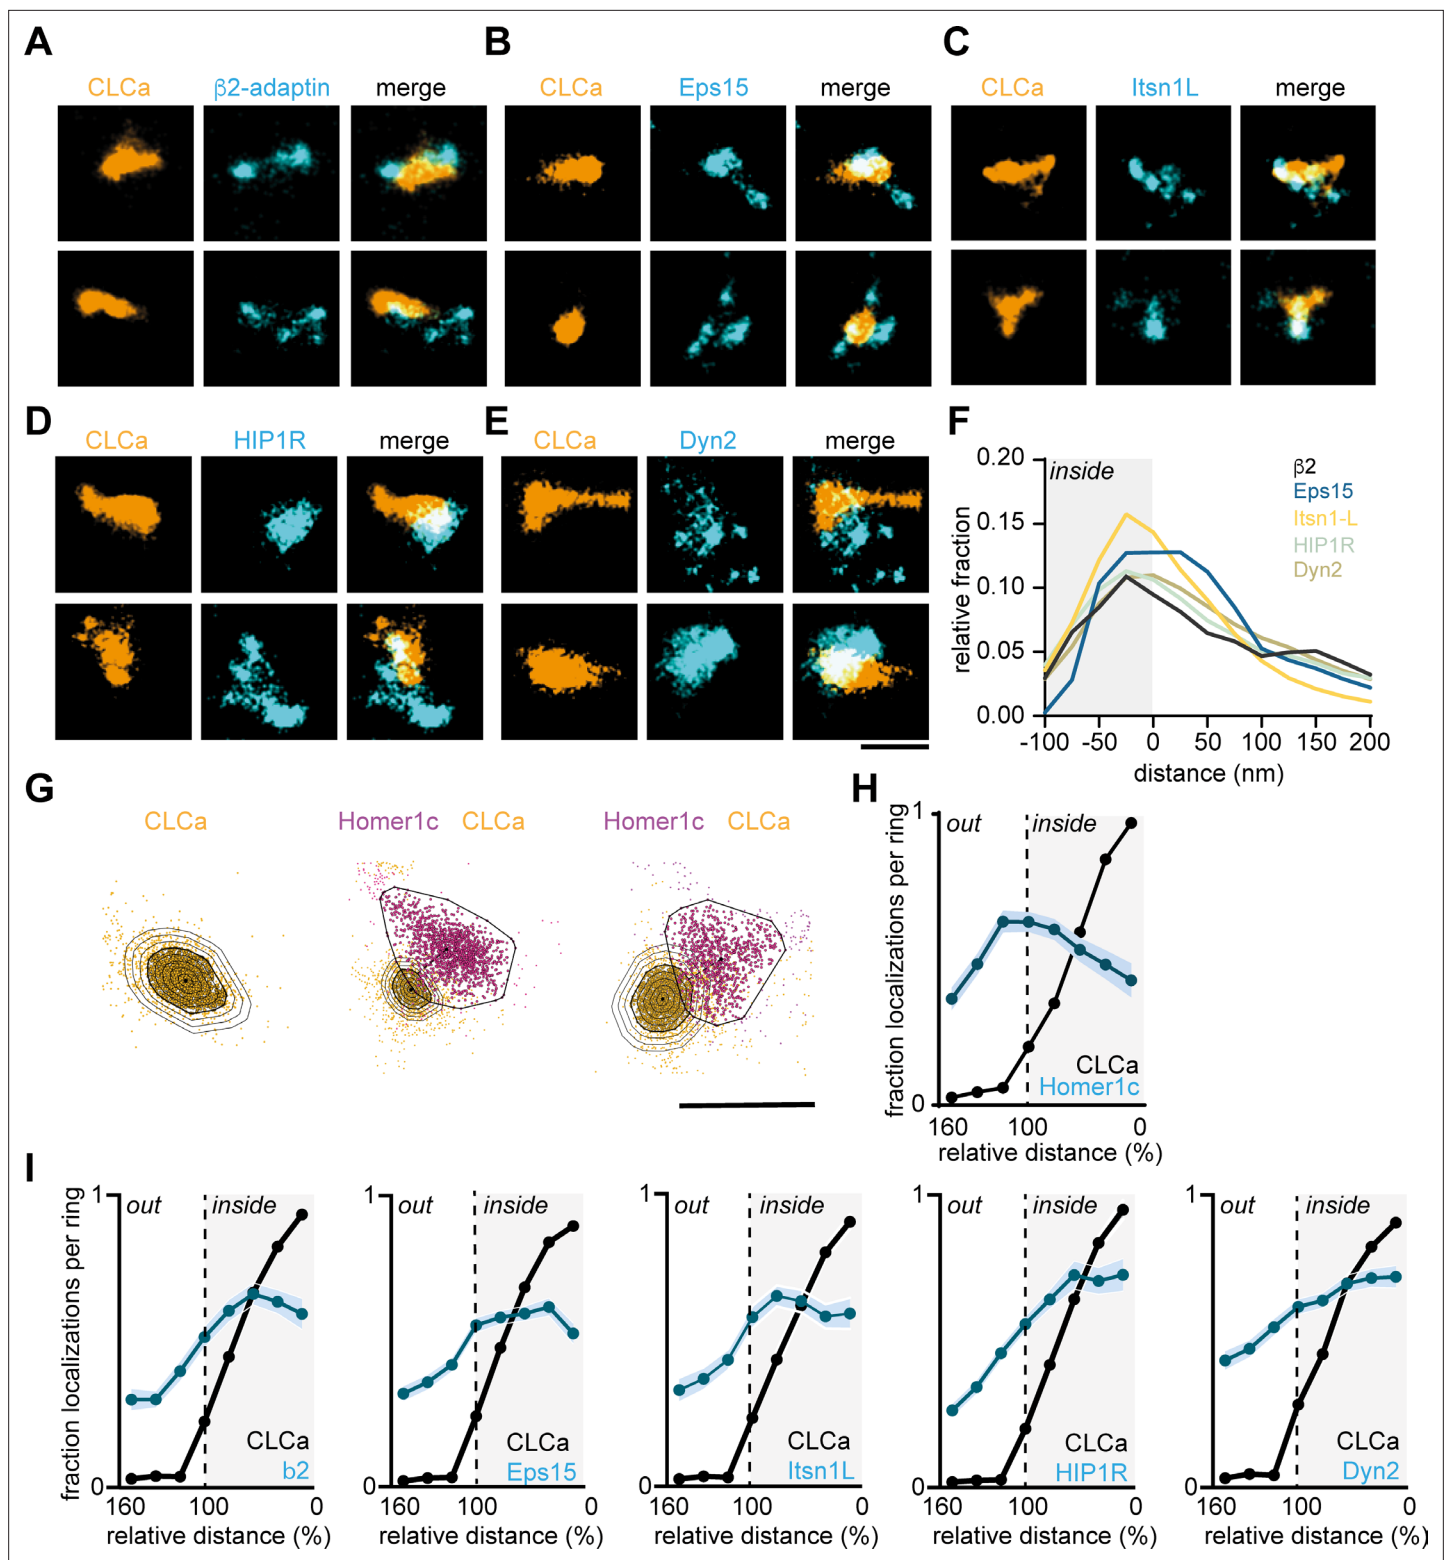 A B C
CLCa β2-adaptin merge CLCa Eps15 merge CLCa Itsn1L merge
D E F
CLCa HIP1R merge CLCa Dyn2 merge
relative fraction
0.20
0.15
0.10
0.05
0.00
inside
β2
Eps15
Itsn1-L
HIP1R
Dyn2
-100 -50 0 50 100 150 200
distance (nm)
G H
CLCa Homer1c CLCa Homer1c CLCa
fraction localizations per ring
1
out inside
CLCa
Homer1c
0
160 100 0
relative distance (%)
I
fraction localizations per ring
1 out inside
CLCa
b2
0
160 100 0
relative distance (%)
1 out inside
CLCa
Eps15
0
160 100 0
relative distance (%)
1 out inside
CLCa
Itsn1L
0
160 100 0
relative distance (%)
1 out inside
CLCa
HIP1R
0
160 100 0
relative distance (%)
1 out inside
CLCa
Dyn2
0
160 100 0
relative distance (%)